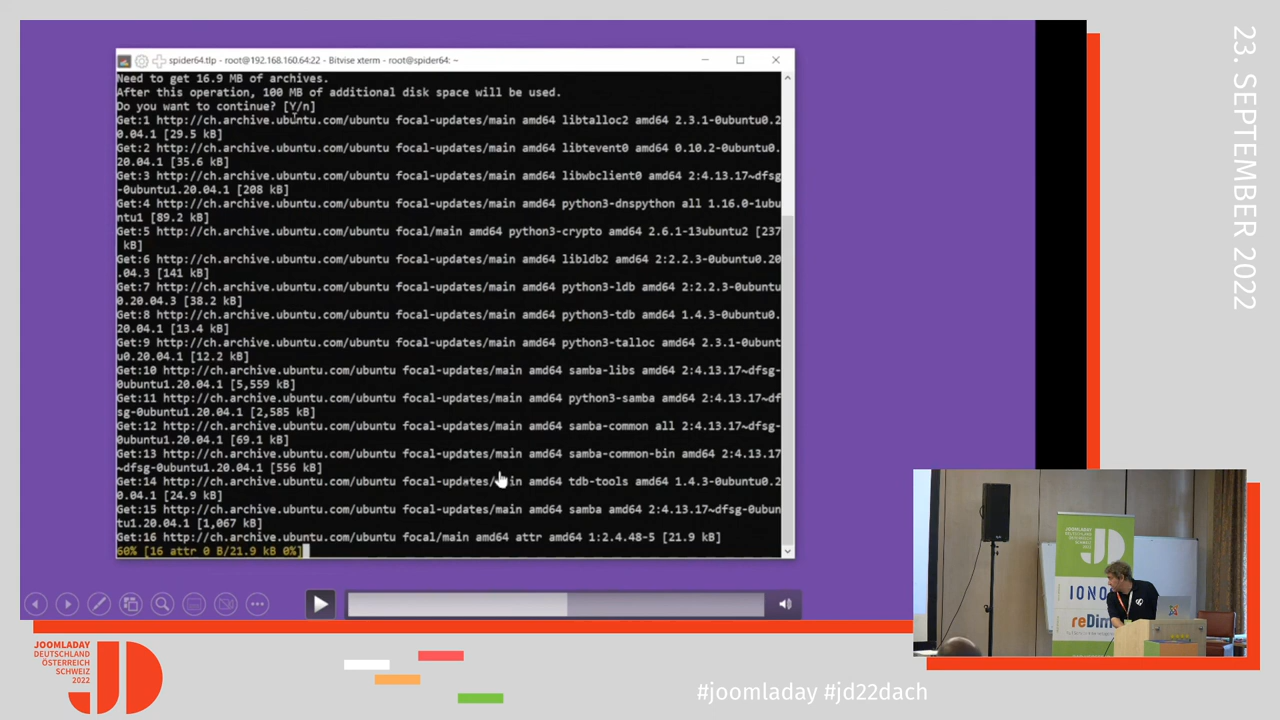 spider64.tlp - root@192.168.160.64:22 - Bitvise xterm - root@spider64: ~
Need to get 16.9 MB of archives.
After this operation, 100 MB of additional disk space will be used.
Do you want to continue? [Y/n]
Get:1 http://ch.archive.ubuntu.com/ubuntu focal-updates/main amd64 libtalloc2 amd64 2.3.1-0ubuntu0.2
0.04.1 [29.5 kB]
Get:2 http://ch.archive.ubuntu.com/ubuntu focal-updates/main amd64 libtevent0 amd64 0.10.2-0ubuntu0.
20.04.1 [35.6 kB]
Get:3 http://ch.archive.ubuntu.com/ubuntu focal-updates/main amd64 libwbclient0 amd64 2:4.13.17~dfsg
-0ubuntu1.20.04.1 [208 kB]
Get:4 http://ch.archive.ubuntu.com/ubuntu focal-updates/main amd64 python3-dnspython all 1.16.0-1ubu
ntu1 [89.2 kB]
Get:5 http://ch.archive.ubuntu.com/ubuntu focal/main amd64 python3-crypto amd64 2.6.1-13ubuntu2 [237
kB]
Get:6 http://ch.archive.ubuntu.com/ubuntu focal-updates/main amd64 libldb2 amd64 2:2.2.3-0ubuntu0.20
.04.3 [141 kB]
Get:7 http://ch.archive.ubuntu.com/ubuntu focal-updates/main amd64 python3-ldb amd64 2:2.2.3-0ubuntu
0.20.04.3 [38.2 kB]
Get:8 http://ch.archive.ubuntu.com/ubuntu focal-updates/main amd64 python3-tdb amd64 1.4.3-0ubuntu0.
20.04.1 [13.4 kB]
Get:9 http://ch.archive.ubuntu.com/ubuntu focal-updates/main amd64 python3-talloc amd64 2.3.1-0ubunt
u0.20.04.1 [12.2 kB]
Get:10 http://ch.archive.ubuntu.com/ubuntu focal-updates/main amd64 samba-libs amd64 2:4.13.17~dfsg-
0ubuntu1.20.04.1 [5,559 kB]
Get:11 http://ch.archive.ubuntu.com/ubuntu focal-updates/main amd64 python3-samba amd64 2:4.13.17~df
sg-0ubuntu1.20.04.1 [2,585 kB]
Get:12 http://ch.archive.ubuntu.com/ubuntu focal-updates/main amd64 samba-common all 2:4.13.17~dfsg-
0ubuntu1.20.04.1 [69.1 kB]
Get:13 http://ch.archive.ubuntu.com/ubuntu focal-updates/main amd64 samba-common-bin amd64 2:4.13.17
~dfsg-0ubuntu1.20.04.1 [556 kB]
Get:14 http://ch.archive.ubuntu.com/ubuntu focal-updates/main amd64 tdb-tools amd64 1.4.3-0ubuntu0.2
0.04.1 [24.9 kB]
Get:15 http://ch.archive.ubuntu.com/ubuntu focal-updates/main amd64 samba amd64 2:4.13.17~dfsg-0ubun
tu1.20.04.1 [1,067 kB]
Get:16 http://ch.archive.ubuntu.com/ubuntu focal/main amd64 attr amd64 1:2.4.48-5 [21.9 kB]
60% [16 attr 0 B/21.9 kB 0%]
23. SEPTEMBER 2022
JOOMLADAY
JD
IONO
reDim
JOOMLADAY
DEUTSCHLAND
ÖSTERREICH
SCHWEIZ
2022
JD
#joomladay #jd22dach